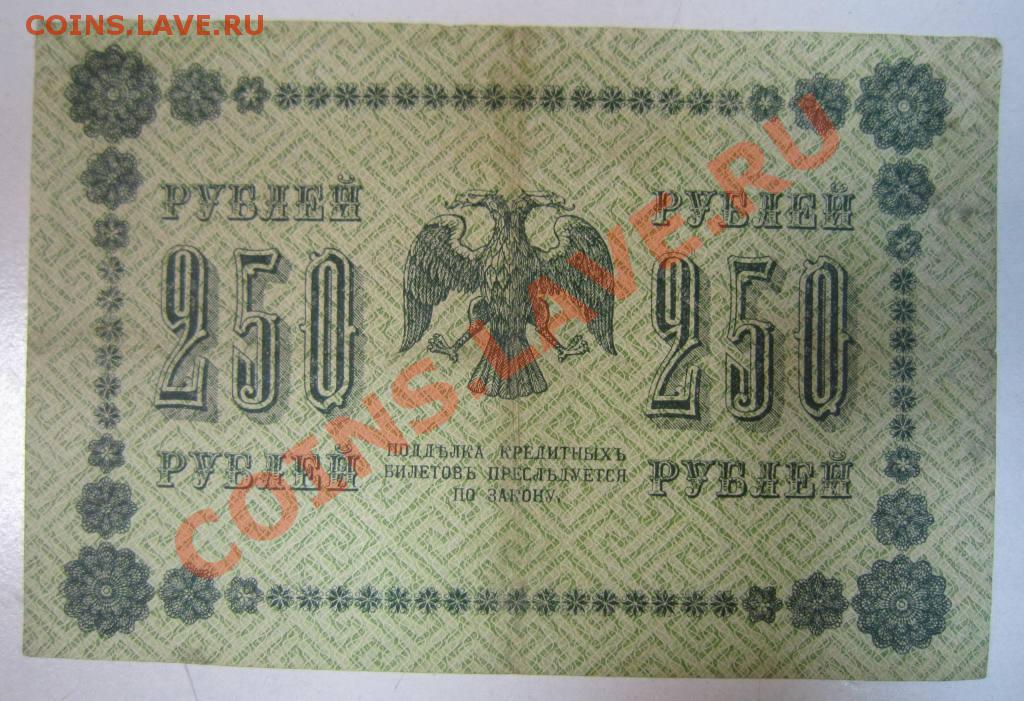 COINS.LAVE.RU
РУБЛЕЙ РУБЛЕЙ
250 250
РУБЛЕЙ РУБЛЕЙ
ПОДДѢЛКА КРЕДИТНЫХЪ
БИЛЕТОВЪ ПРЕСЛѢДУЕТСЯ
ПО ЗАКОНУ.
COINS.LAVE.RU